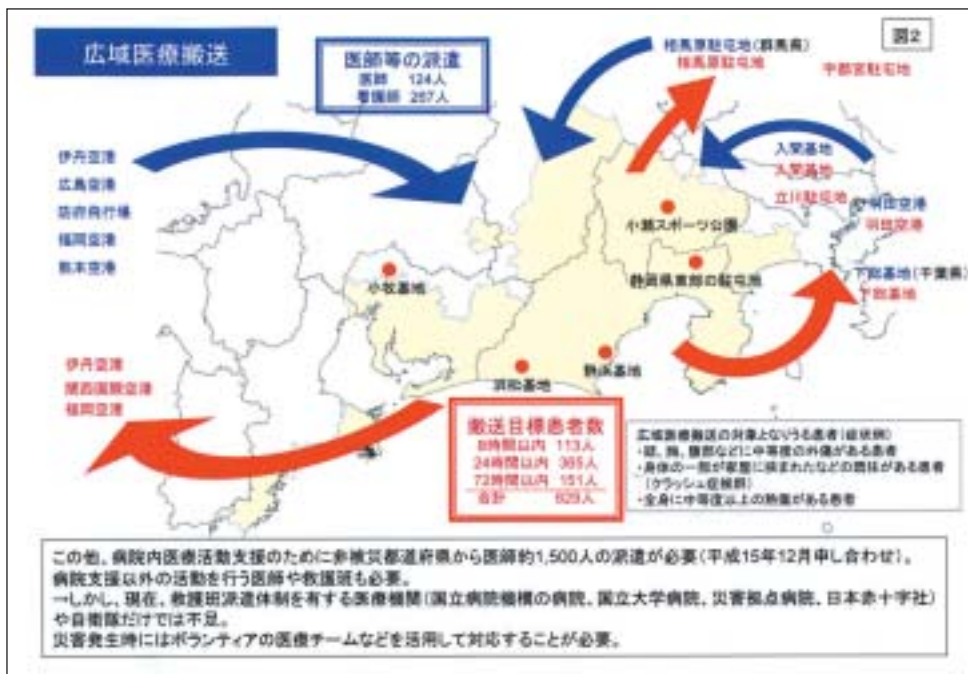 広域医療搬送
図2
医師等の派遣
医師 124人
看護師 267人
相馬原駐屯地(群馬県)
相馬原駐屯地
宇都宮駐屯地
伊丹空港
広島空港
防府飛行場
福岡空港
熊本空港
入間基地
入間基地
立川駐屯地
羽田空港
羽田空港
下総基地(千葉県)
下総基地
小瀬スポーツ公園
静岡県東部の駐屯地
小牧基地
浜松基地
静浜基地
伊丹空港
関西国際空港
福岡空港
搬送目標患者数
8時間以内 113人
24時間以内 365人
72時間以内 151人
合計 629人
広域医療搬送の対象となりうる患者(症状例)
・頭、胸、腹部などに中等度の外傷がある患者
・身体の一部が家屋に挟まれたなどの既往がある患者
(クラッシュ症候群)
・全身に中等度以上の熱傷がある患者
この他、病院内医療活動支援のために非被災都道府県から医師約1,500人の派遣が必要(平成15年12月申し合わせ)。
病院支援以外の活動を行う医師や救護班も必要。
→しかし、現在、救護班派遣体制を有する医療機関(国立病院機構の病院、国立大学病院、災害拠点病院、日本赤十字社)
や自衛隊だけでは不足。
災害発生時にはボランティアの医療チームなどを活用して対応することが必要。